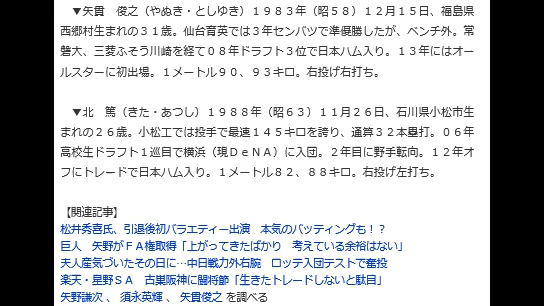 ▼矢貫　俊之（やぬき・としゆき）１９８３年（昭５８）１２月１５日、福島県
西郷村生まれの３１歳。仙台育英では３年センバツで準優勝したが、ベンチ外。常
磐大、三菱ふそう川崎を経て０８年ドラフト３位で日本ハム入り。１３年にはオー
ルスターに初出場。１メートル９０、９３キロ。右投げ右打ち。
▼北　篤（きた・あつし）１９８８年（昭６３）１１月２６日、石川県小松市生
まれの２６歳。小松工では投手で最速１４５キロを誇り、通算３２本塁打。０６年
高校生ドラフト１巡目で横浜（現ＤｅＮＡ）に入団。２年目に野手転向。１２年オ
フにトレードで日本ハム入り。１メートル８２、８８キロ。右投げ左打ち。
【関連記事】
松井秀喜氏、引退後初バラエティー出演　本気のバッティングも！？
巨人　矢野がＦＡ権取得「上がってきたばかり　考えている余裕はない」
夫人産気づいたその日に…中日戦力外右腕　ロッテ入団テストで奮投
楽天・星野ＳＡ　古巣阪神に闘将節「生きたトレードしないと駄目」
矢野謙次 、 須永英輝 、 矢貫俊之 を調べる